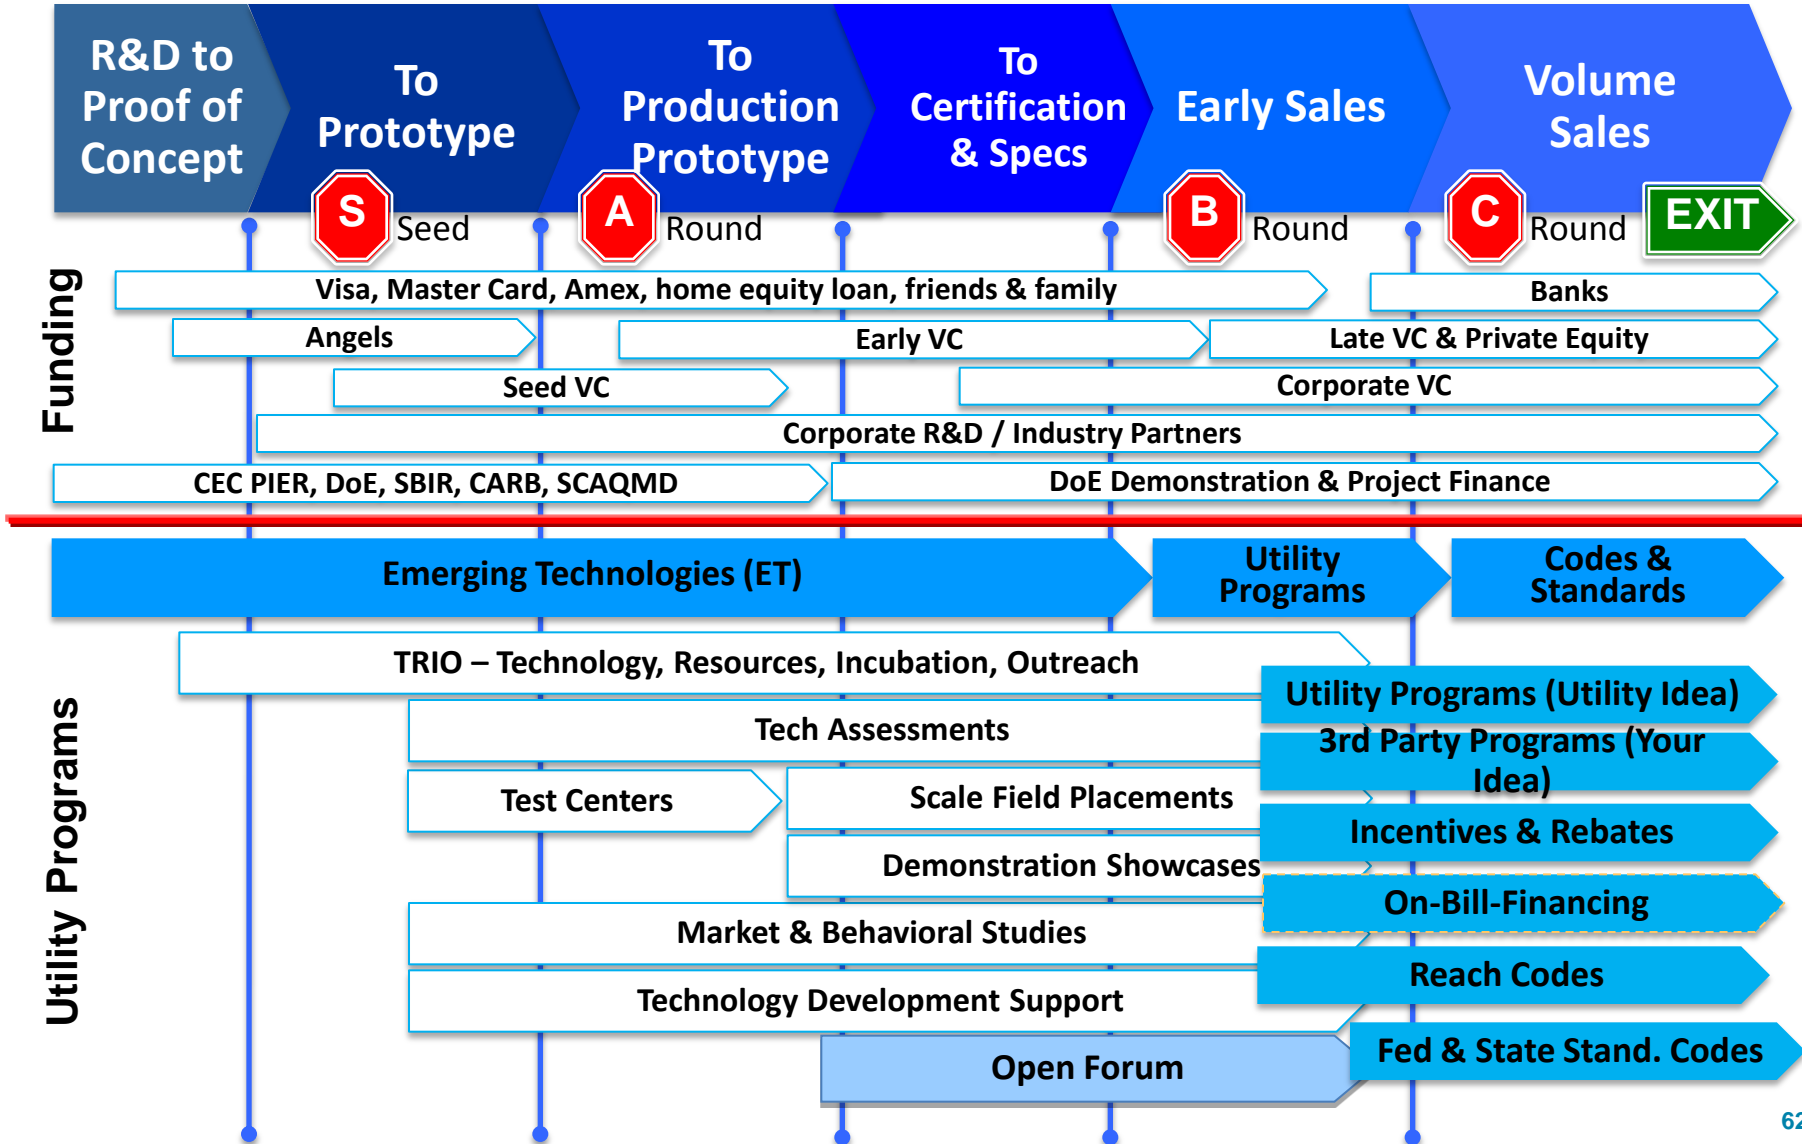 R&D to
Proof of
Concept
To
Prototype
To
Production
Prototype
To
Certification
& Specs
Early Sales
Volume
Sales
S
Seed
A
Round
B
Round
C
Round
EXIT
Funding
Visa, Master Card, Amex, home equity loan, friends & family
Banks
Angels
Early VC
Late VC & Private Equity
Seed VC
Corporate VC
Corporate R&D / Industry Partners
CEC PIER, DoE, SBIR, CARB, SCAQMD
DoE Demonstration & Project Finance
Emerging Technologies (ET)
Utility
Programs
Codes &
Standards
Utility Programs
TRIO – Technology, Resources, Incubation, Outreach
Utility Programs (Utility Idea)
Tech Assessments
3rd Party Programs (Your
Idea)
Test Centers
Scale Field Placements
Incentives & Rebates
Demonstration Showcases
On-Bill-Financing
Market & Behavioral Studies
Reach Codes
Technology Development Support
Fed & State Stand. Codes
Open Forum
62